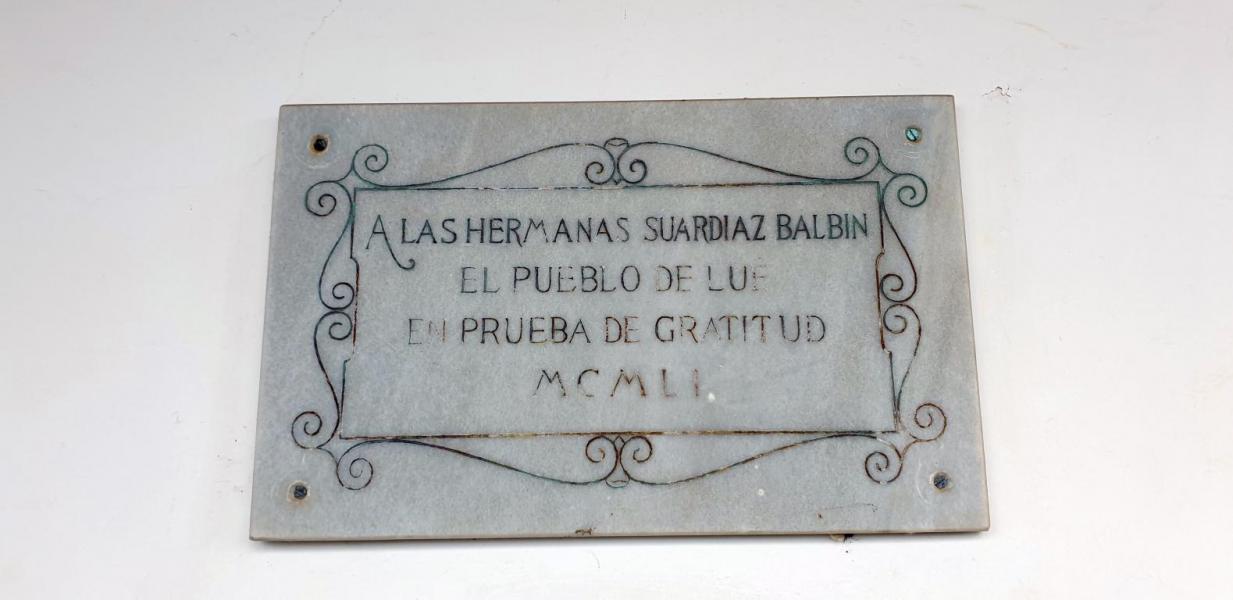 A LAS HERMANAS SUARDIAZ BALBIN
EL PUEBLO DE LUE
EN PRUEBA DE GRATITUD
MCMLI